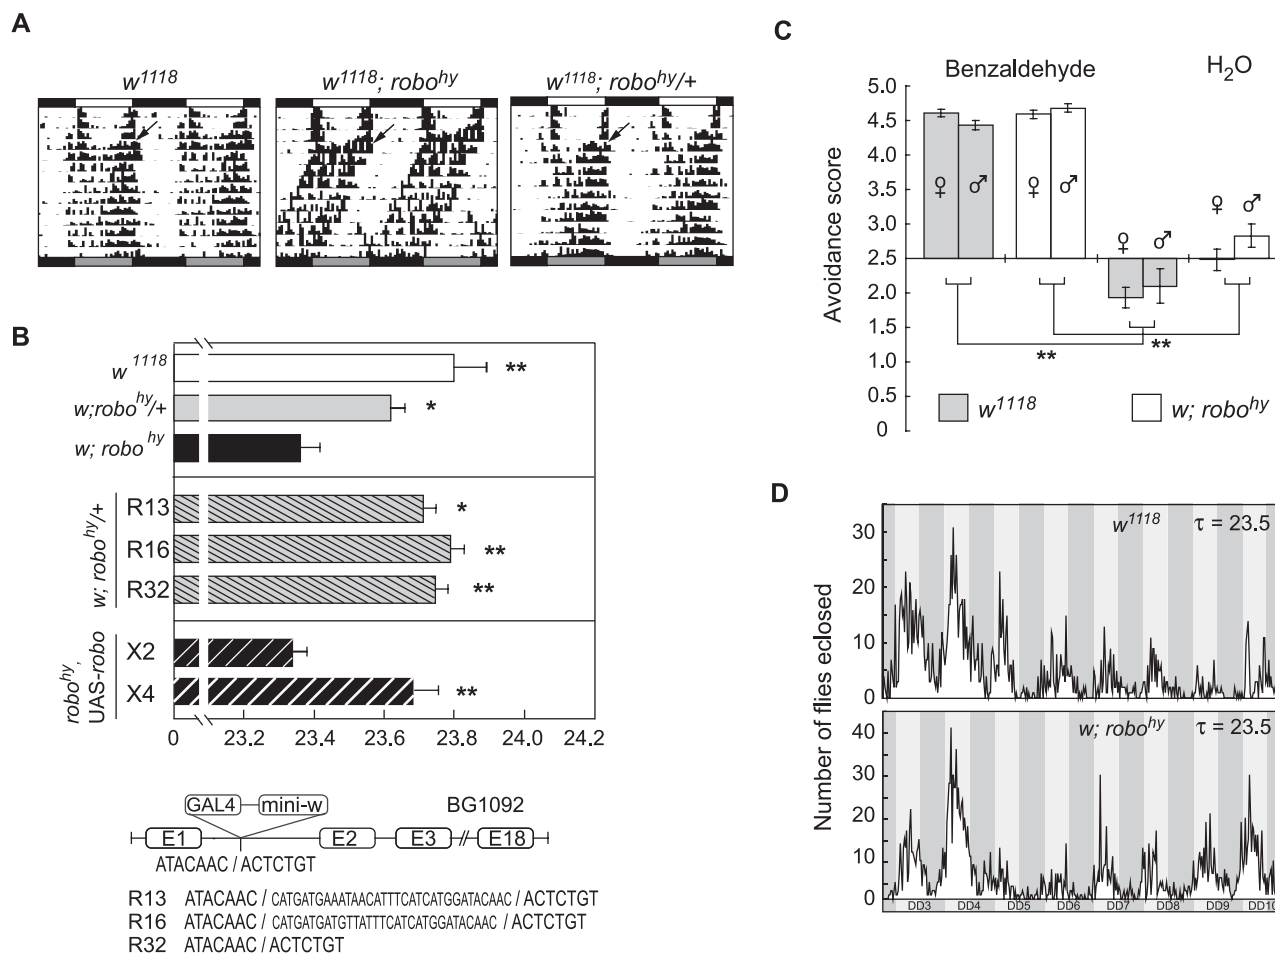 A
w1118
w1118; robohy
w1118; robohy/+
B
w 1118
**
w;robohy/+
*
w; robo hy
w; robohy/+
R13
*
R16
**
R32
**
robohy,
UAS-robo
X2
X4
**
0 23.2 23.4 23.6 23.8 24.0 24.2
GAL4 mini-w BG1092
E1 E2 E3 // E18
ATACAAC / ACTCTGT
R13 ATACAAC / CATGATGAAATAACATTTCATCATGGATACAAC / ACTCTGT
R16 ATACAAC / CATGATGATGTTATTTCATCATGGATACAAC / ACTCTGT
R32 ATACAAC / ACTCTGT
C
Benzaldehyde H2O
Avoidance score
5.0
4.5
4.0
3.5
3.0
2.5
2.0
1.5
1.0
0.5
0
♀ ♂ ♀ ♂ ♀ ♂ ♀ ♂
** **
w1118 w; robohy
D
Number of flies eclosed
w1118 τ = 23.5
30
20
10
0
w; robohy τ = 23.5
40
30
20
10
0
DD3 DD4 DD5 DD6 DD7 DD8 DD9 DD10